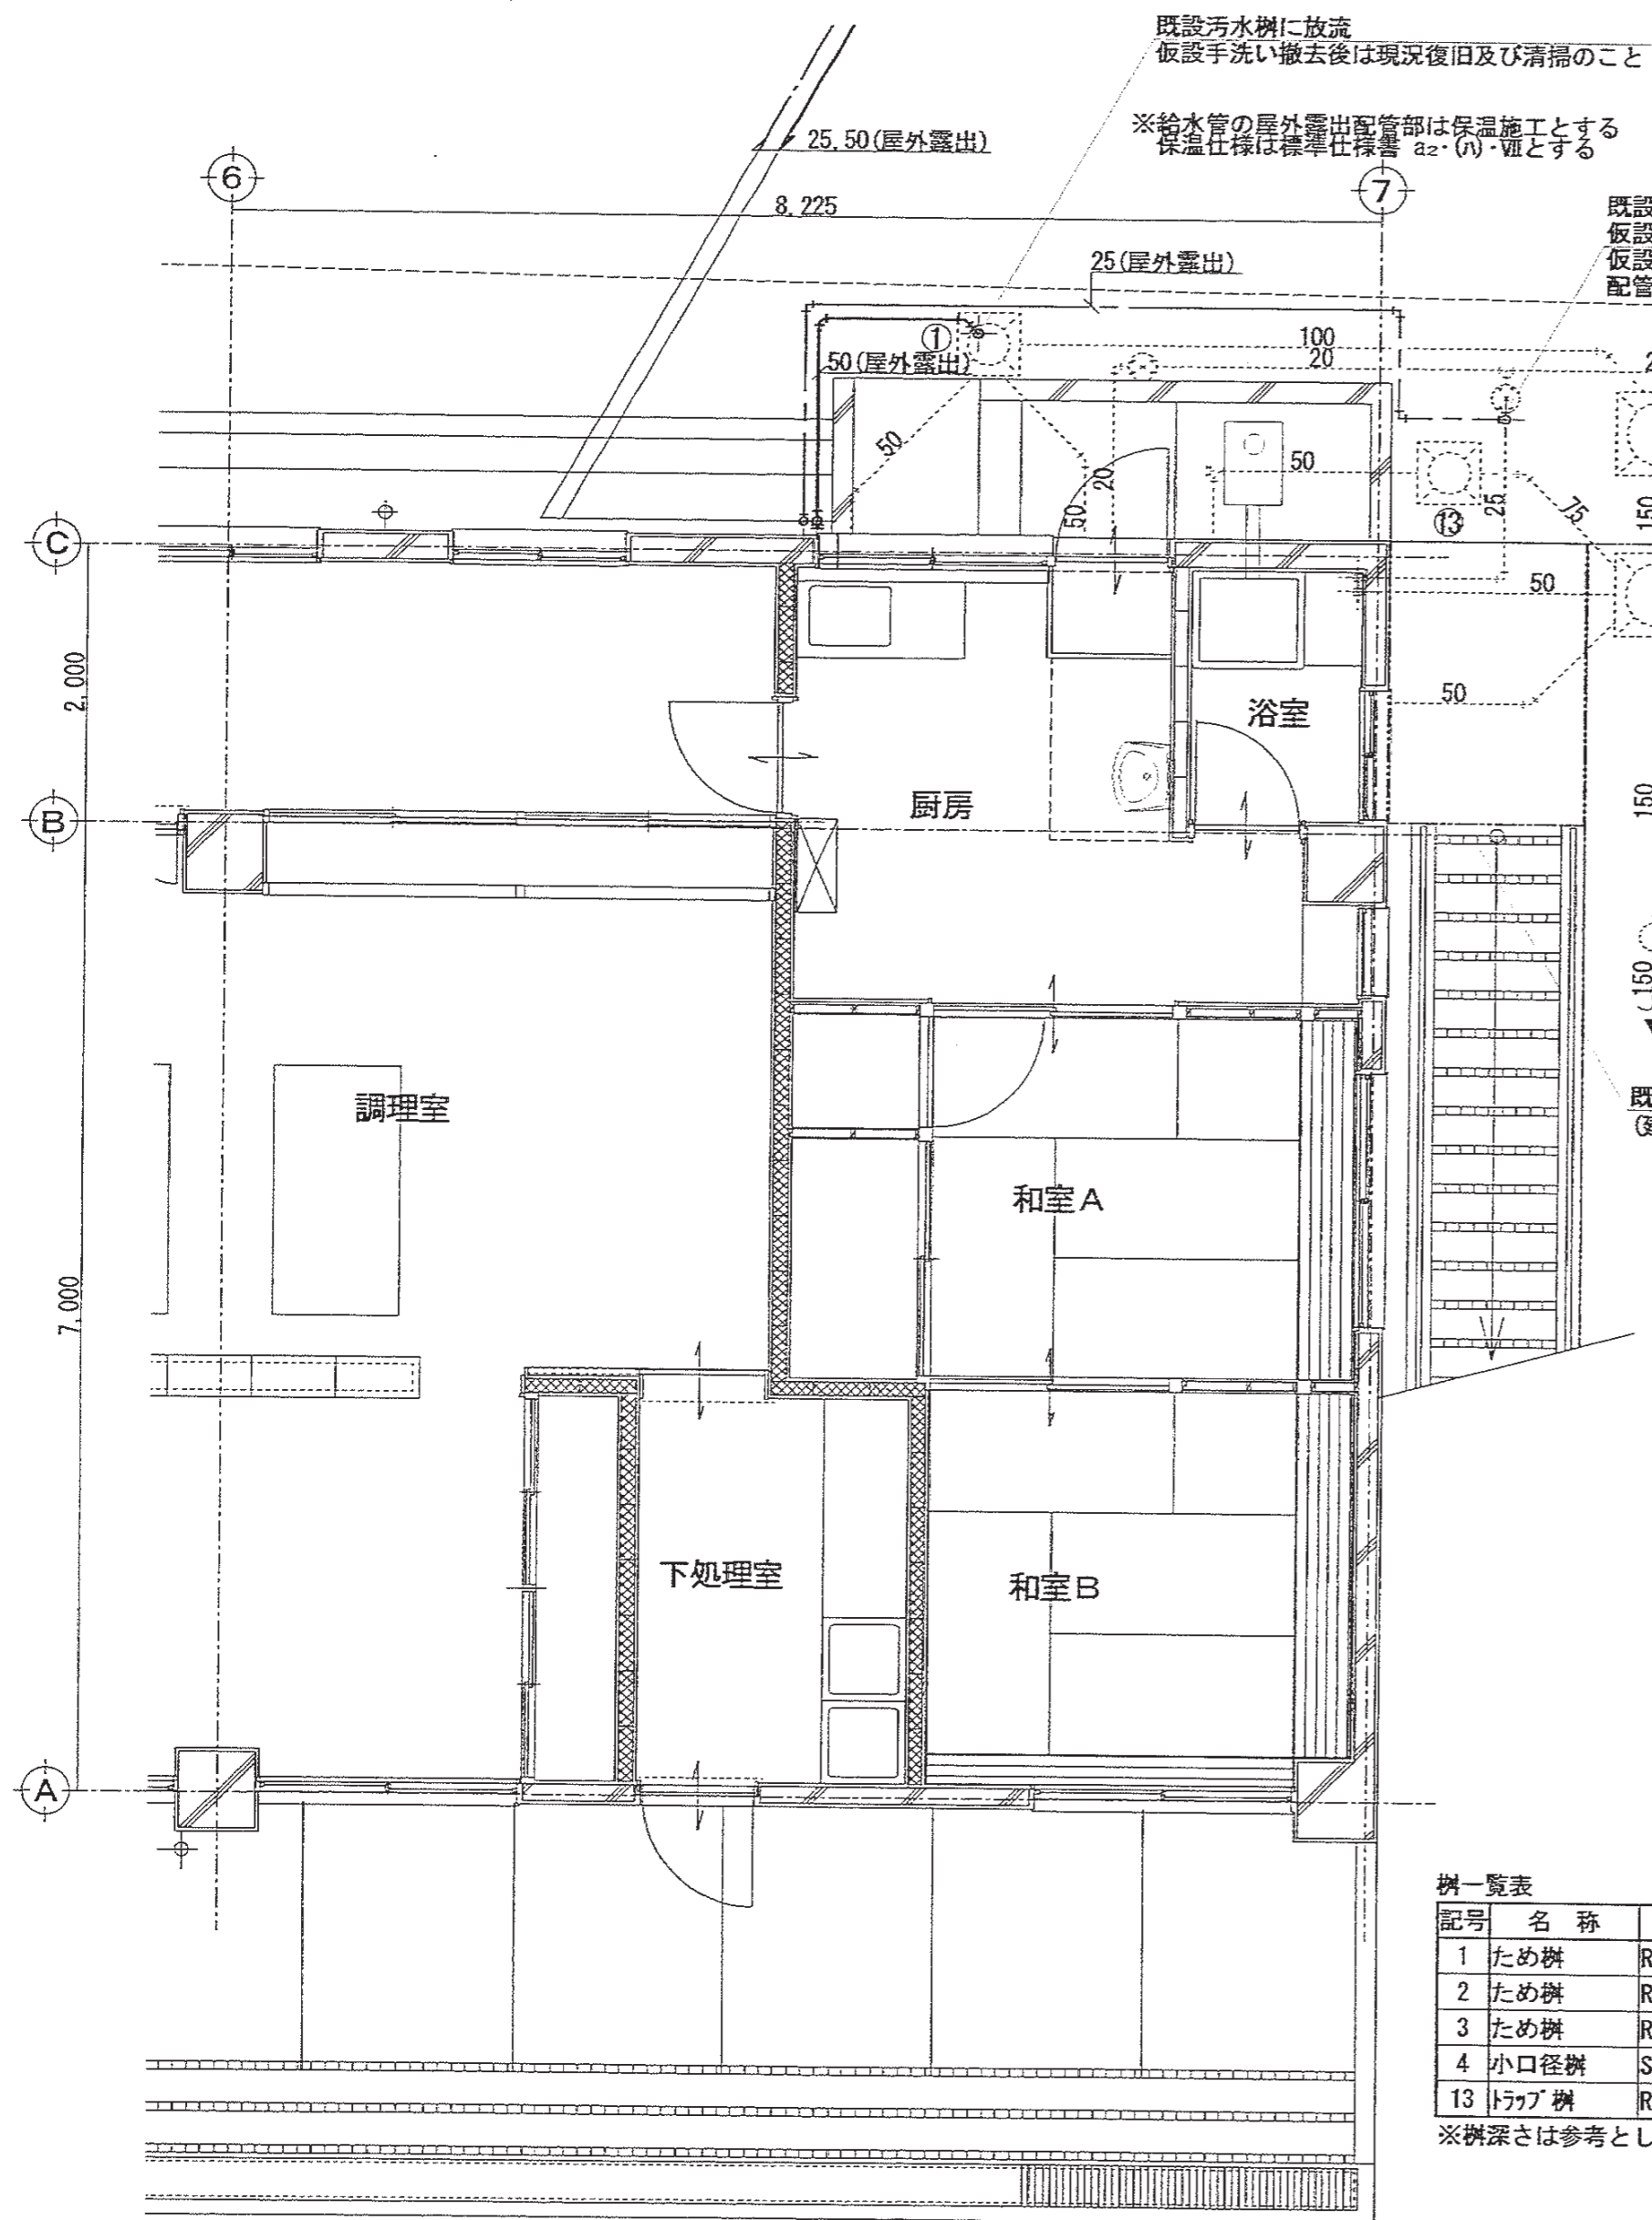 既設汚水桝に放流
仮設手洗い撤去後は現況復旧及び清掃のこと
※給水管の屋外露出配管部は保温施工とする
保温仕様は標準仕様書 a₂・(ハ)・Ⅷとする
25,50(屋外露出)
6
7
8,225
既設
仮設
仮設
配管
25(屋外露出)
①
100
20
50(屋外露出)
50
20
50
50
⑬
25
75
150
50
50
C
2,000
B
7,000
A
浴室
厨房
150
(150
調理室
和室A
下処理室
和室B
既
桝一覧表
記号 名 称
1 ため桝 R
2 ため桝 R
3 ため桝 R
4 小口径桝 S
13 トラップ桝 R
※桝深さは参考とし